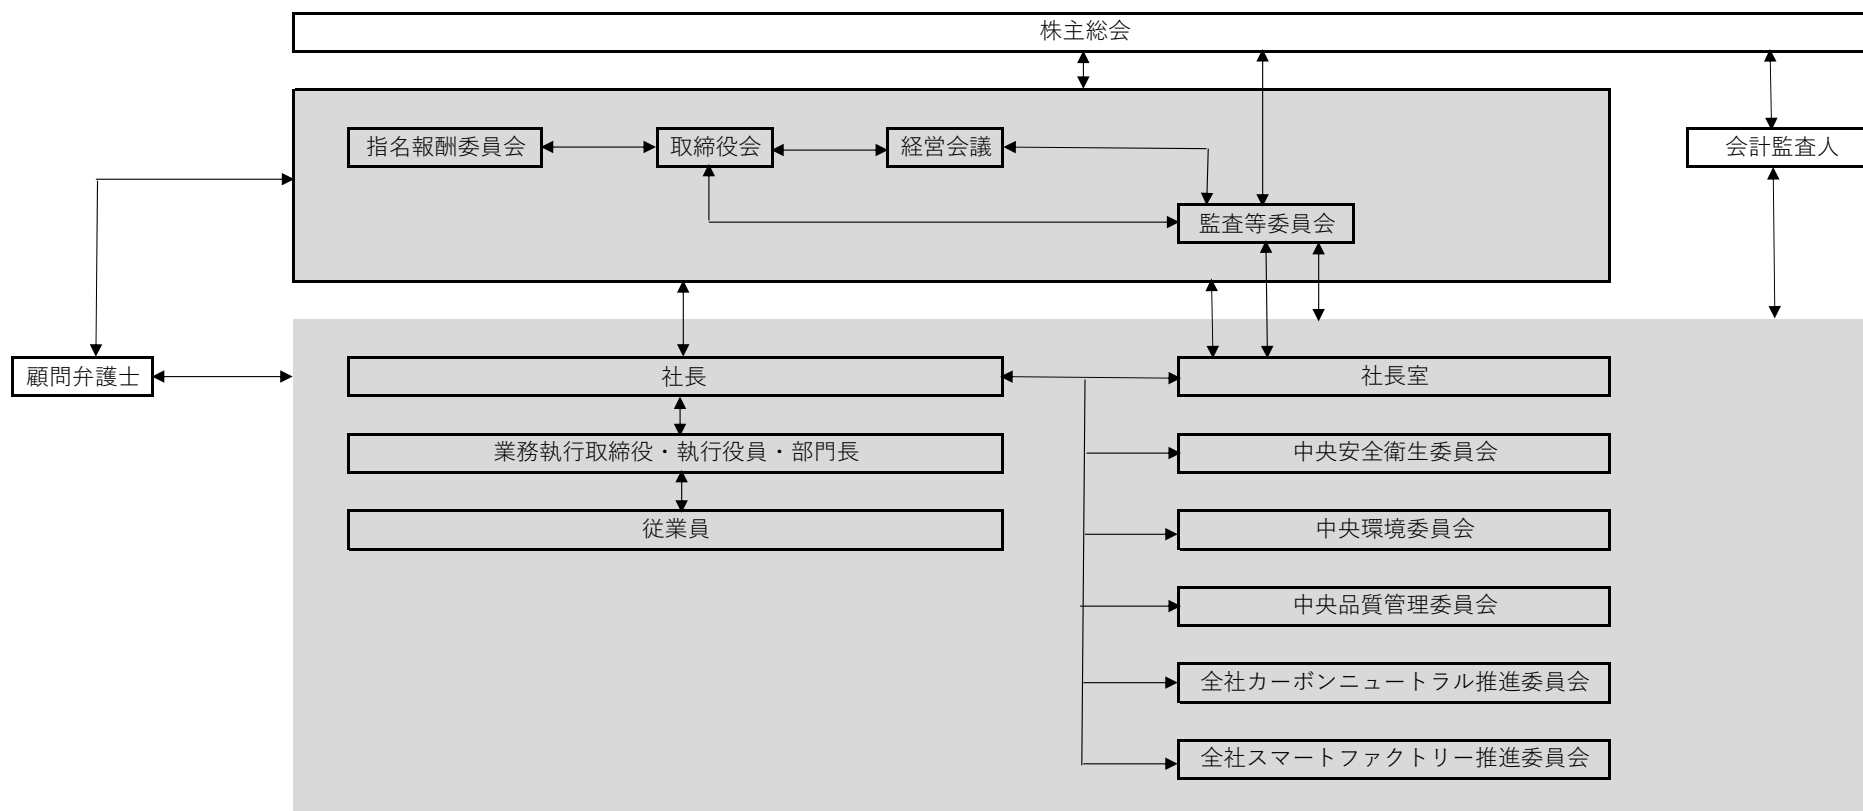 株主総会
指名報酬委員会
取締役会
経営会議
会計監査人
監査等委員会
顧問弁護士
社長
社長室
業務執行取締役・執行役員・部門長
中央安全衛生委員会
従業員
中央環境委員会
中央品質管理委員会
全社カーボンニュートラル推進委員会
全社スマートファクトリー推進委員会